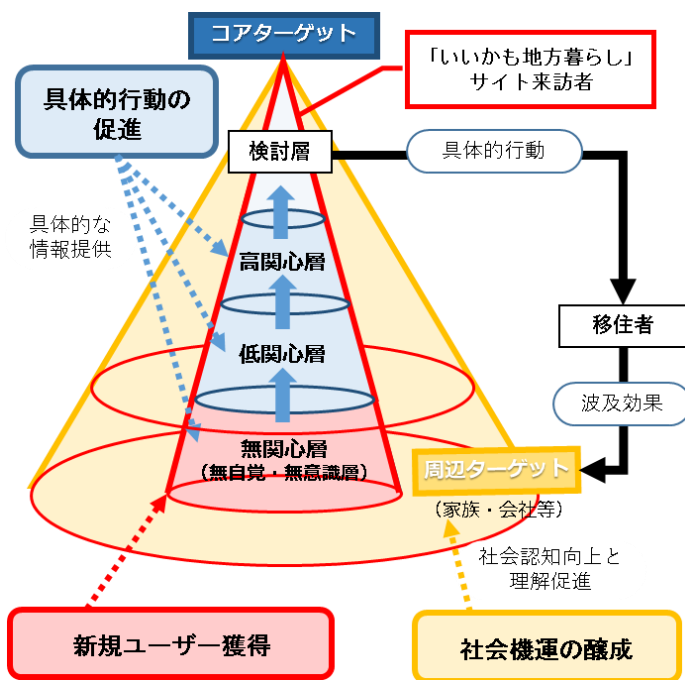 コアターゲット
「いいかも地方暮らし」
サイト来訪者
具体的行動の
促進
検討層
具体的行動
具体的な
情報提供
高関心層
移住者
低関心層
波及効果
無関心層
（無自覚・無意識層）
周辺ターゲット
（家族・会社等）
社会認知向上と
理解促進
新規ユーザー獲得
社会機運の醸成